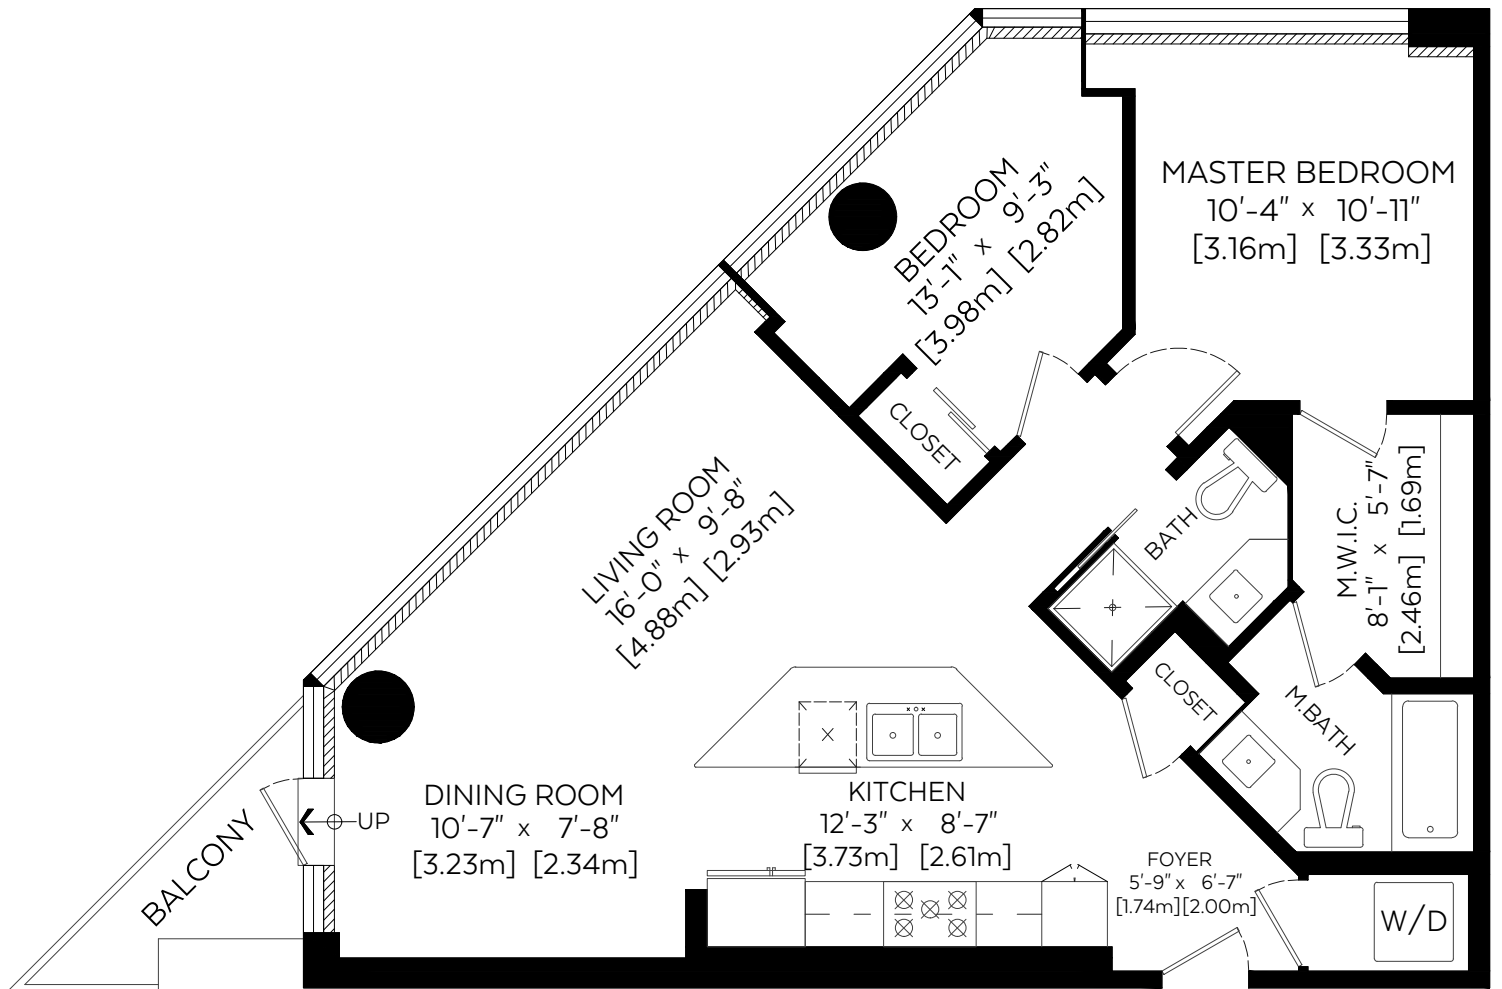 MASTER BEDROOM
10'-4" x 10'-11"
[3.16m] [3.33m]
BEDROOM
13'-1" x 9'-3"
[3.98m] [2.82m]
CLOSET
LIVING ROOM
16'-0" x 9'-8"
[4.88m] [2.93m]
BATH
M.W.I.C.
8'-1" x 5'-7"
[2.46m] [1.69m]
CLOSET
M.BATH
X
DINING ROOM
10'-7" x 7'-8"
[3.23m] [2.34m]
KITCHEN
12'-3" x 8'-7"
[3.73m] [2.61m]
UP
BALCONY
FOYER
5'-9" x 6'-7"
[1.74m][2.00m]
W/D